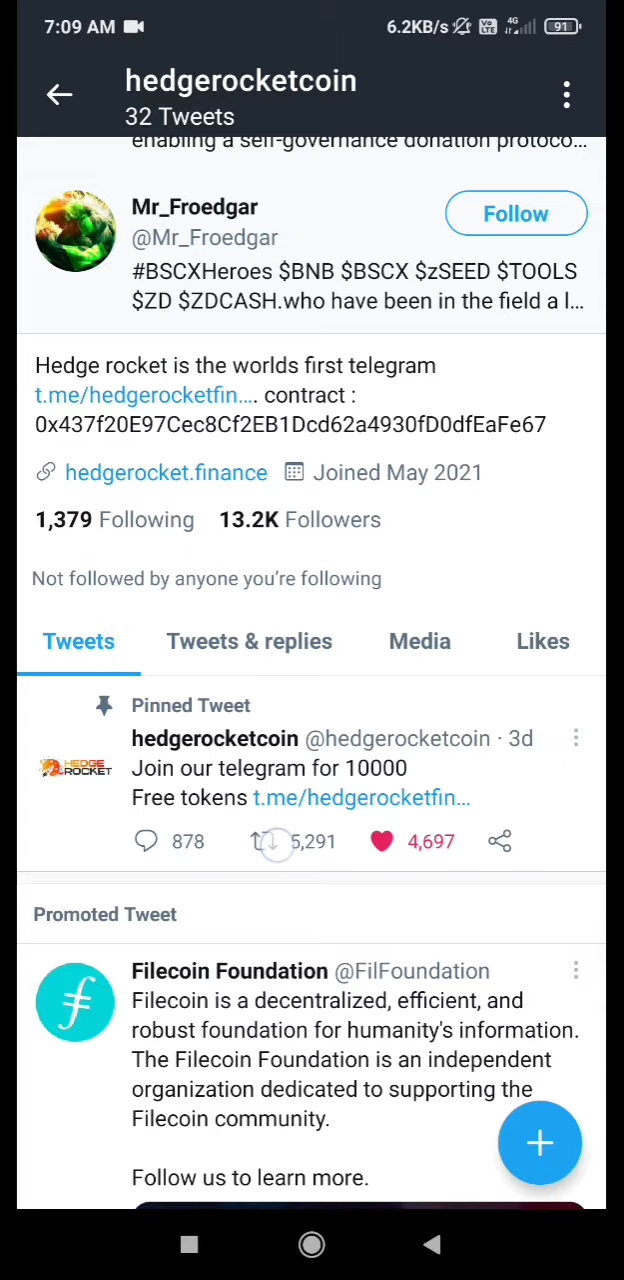 7:09 AM
6.2KB/s Vo LTE 4G 91
hedgerocketcoin
32 Tweets
enabling a self-governance donation protoco...
Mr_Froedgar
Follow
@Mr_Froedgar
#BSCXHeroes $BNB $BSCX $zSEED $TOOLS
$ZD $ZDCASH.who have been in the field a l...
Hedge rocket is the worlds first telegram
t.me/hedgerocketfin.... contract :
0x437f20E97Cec8Cf2EB1Dcd62a4930fD0dfEaFe67
hedgerocket.finance Joined May 2021
1,379 Following 13.2K Followers
Not followed by anyone you're following
Tweets Tweets & replies Media Likes
Pinned Tweet
hedgerocketcoin @hedgerocketcoin · 3d
HEDGE
ROCKET
Join our telegram for 10000
Free tokens t.me/hedgerocketfin...
878 5,291 4,697
Promoted Tweet
Filecoin Foundation @FilFoundation
Filecoin is a decentralized, efficient, and
robust foundation for humanity's information.
The Filecoin Foundation is an independent
organization dedicated to supporting the
Filecoin community.
Follow us to learn more.